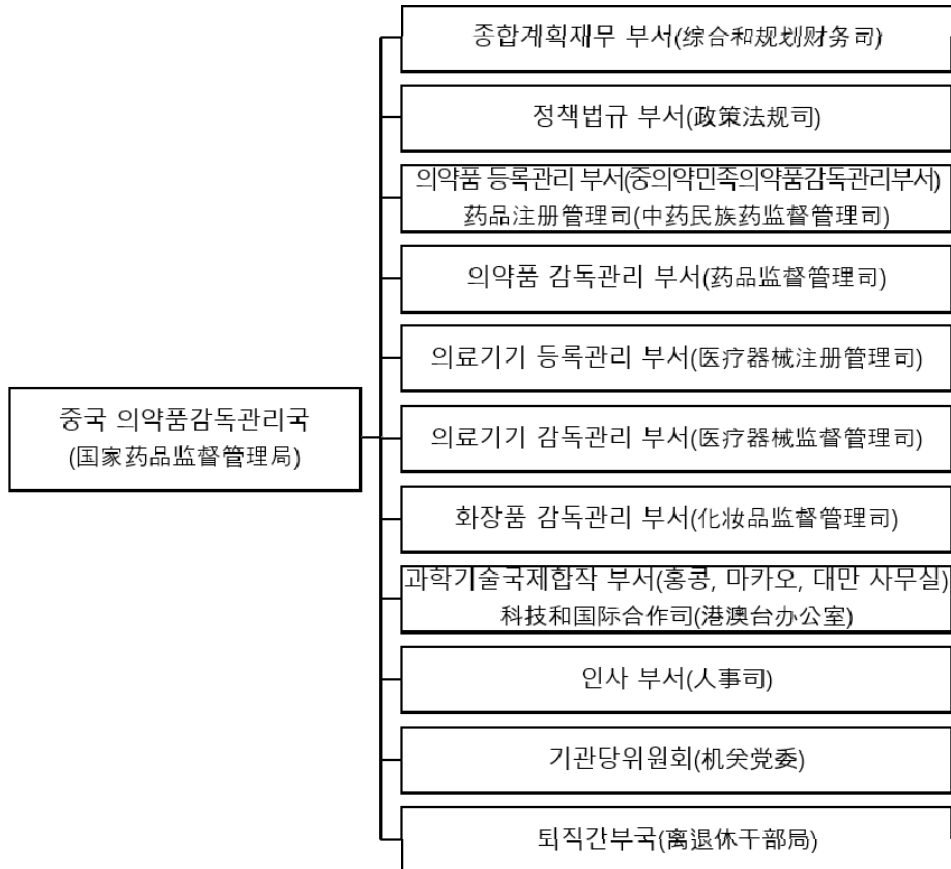 종합계획재무 부서(综合和规划财务司)
정책법규 부서(政策法规司)
의약품 등록관리 부서(중의약민족의약품감독관리부서)
药品注册管理司(中药民族药监督管理司)
의약품 감독관리 부서(药品监督管理司)
의료기기 등록관리 부서(医疗器械注册管理司)
중국 의약품감독관리국
(国家药品监督管理局)
의료기기 감독관리 부서(医疗器械监督管理司)
화장품 감독관리 부서(化妆品监督管理司)
과학기술국제합작 부서(홍콩, 마카오, 대만 사무실)
科技和国际合作司(港澳台办公室)
인사 부서(人事司)
기관당위원회(机关党委)
퇴직간부국(离退休干部局)